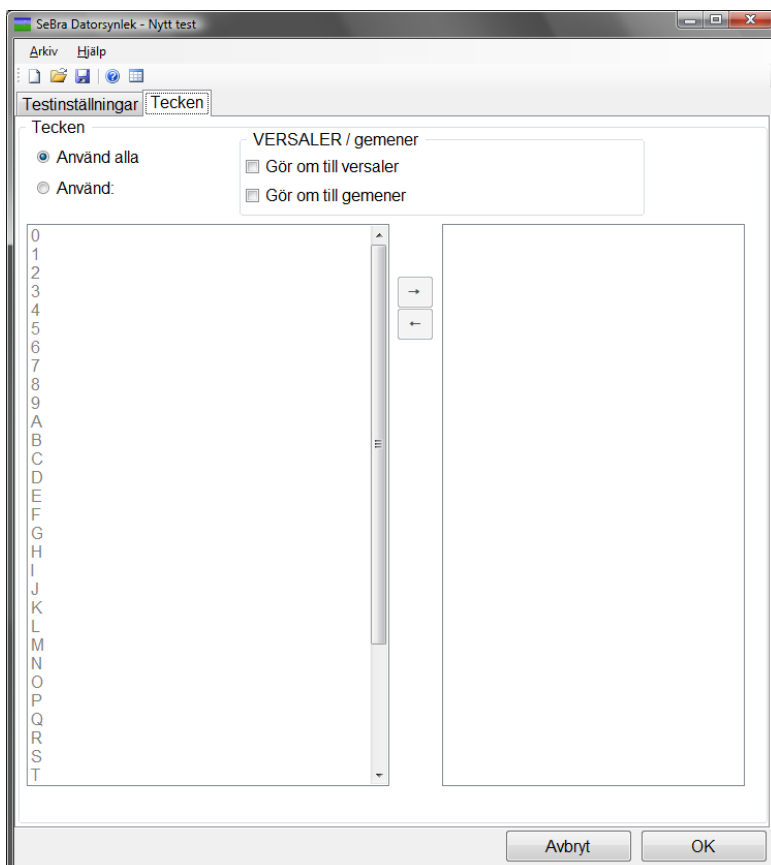 SeBra Datorsynlek - Nytt test
Arkiv Hjälp
Testinställningar Tecken
Tecken
VERSALER / gemener
Använd alla
Gör om till versaler
Använd:
Gör om till gemener
0
1
2
3
4
5
6
7
8
9
A
B
C
D
E
F
G
H
I
J
K
L
M
N
O
P
Q
R
S
T
→
←
Avbryt OK